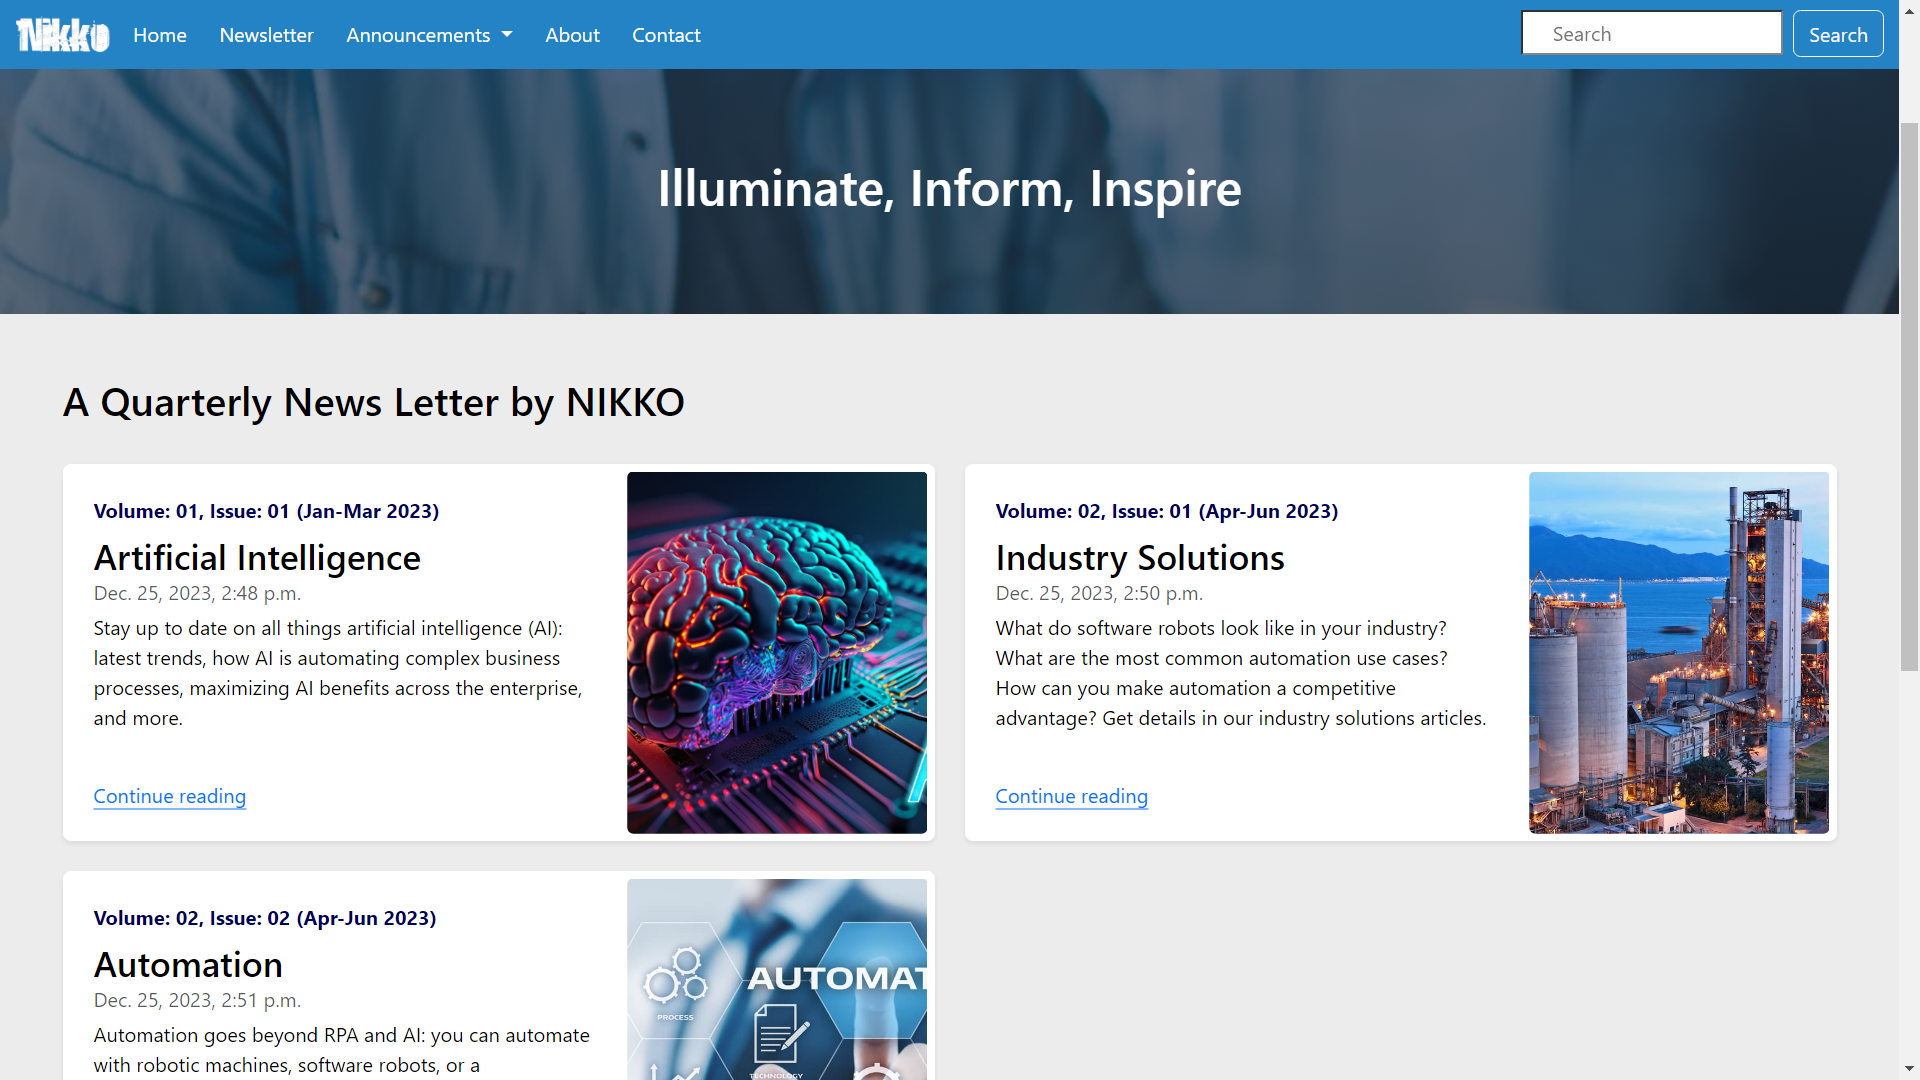 Nikko Home Newsletter Announcements About Contact Search Search
Illuminate, Inform, Inspire
A Quarterly News Letter by NIKKO
Volume: 01, Issue: 01 (Jan-Mar 2023)
Artificial Intelligence
Dec. 25, 2023, 2:48 p.m.
Stay up to date on all things artificial intelligence (AI):
latest trends, how AI is automating complex business
processes, maximizing AI benefits across the enterprise,
and more.
Continue reading
Volume: 02, Issue: 01 (Apr-Jun 2023)
Industry Solutions
Dec. 25, 2023, 2:50 p.m.
What do software robots look like in your industry?
What are the most common automation use cases?
How can you make automation a competitive
advantage? Get details in our industry solutions articles.
Continue reading
Volume: 02, Issue: 02 (Apr-Jun 2023)
Automation
Dec. 25, 2023, 2:51 p.m.
Automation goes beyond RPA and AI: you can automate
with robotic machines, software robots, or a
AUTOMAT
PROCESS
TECHNOLOGY